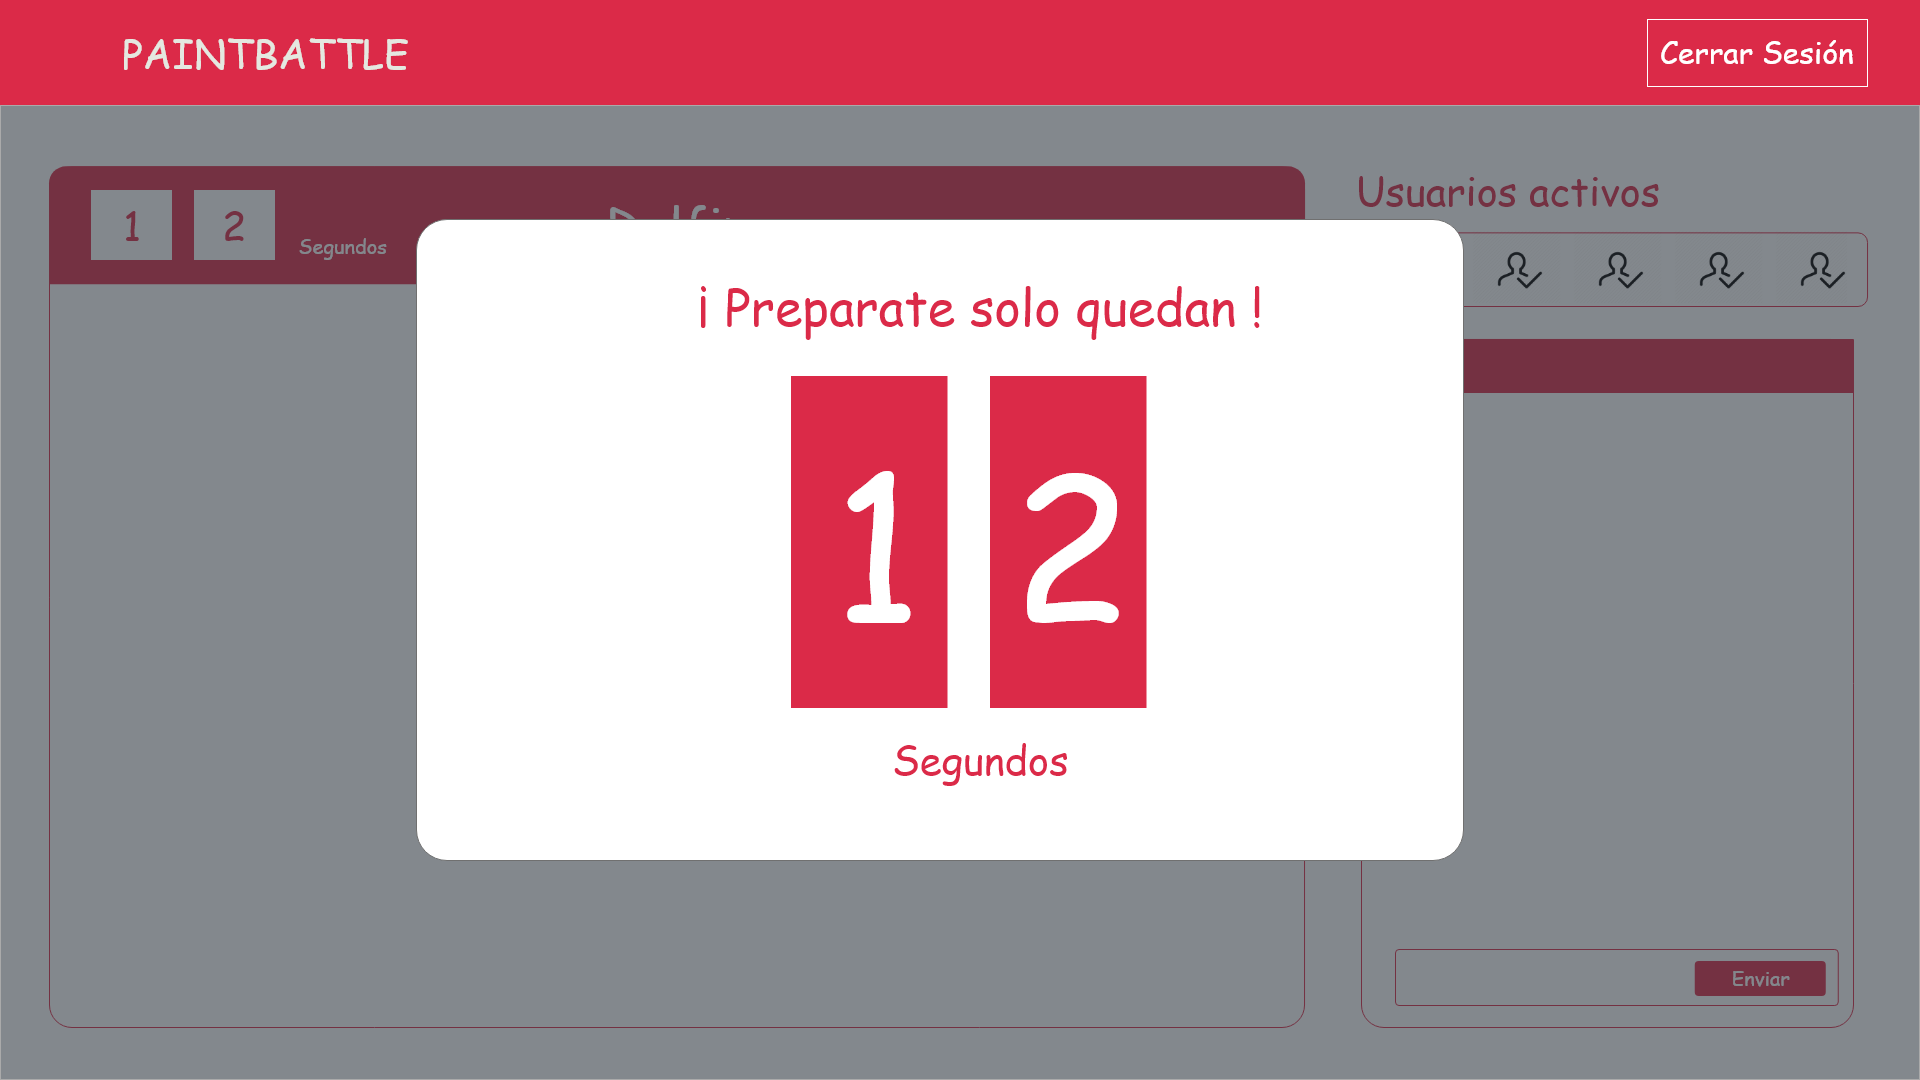 PAINTBATTLE
Cerrar Sesión
1 2 Segundos
Usuarios activos
¡ Preparate solo quedan !
1 2
Segundos
Enviar